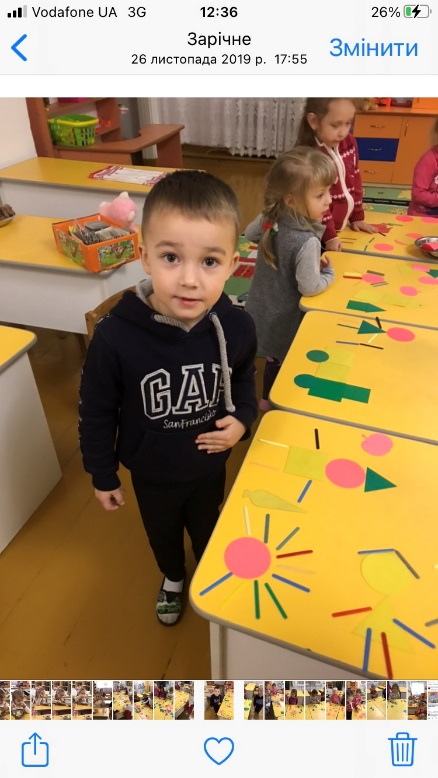 Vodafone UA 3G 12:36 26%
Зарічне
26 листопада 2019 р. 17:55
Змінити
GAP
San Francisco